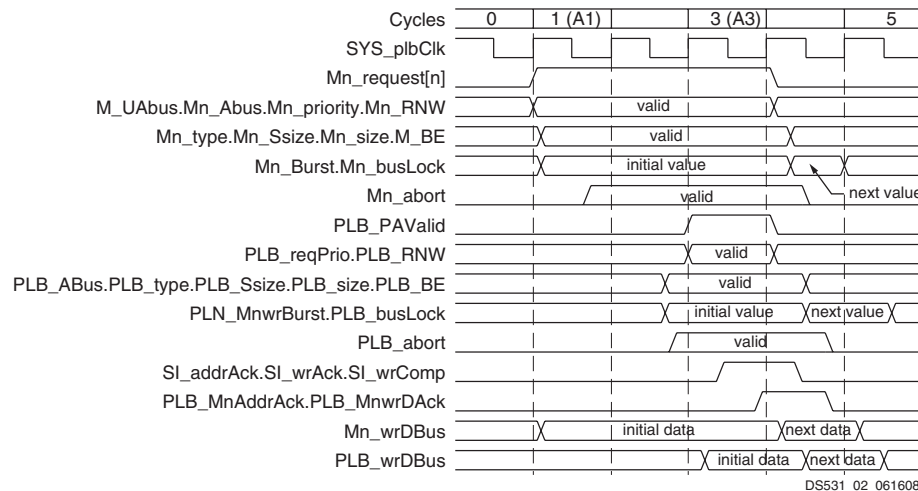 Cycles 0 1 (A1) 3 (A3) 5
SYS_plbClk
Mn_request[n]
M_UAbus.Mn_Abus.Mn_priority.Mn_RNW valid
Mn_type.Mn_Ssize.Mn_size.M_BE valid
Mn_Burst.Mn_busLock initial value
Mn_abort valid next value
PLB_PAValid
PLB_reqPrio.PLB_RNW valid
PLB_ABus.PLB_type.PLB_Ssize.PLB_size.PLB_BE valid
PLN_MnwrBurst.PLB_busLock initial value next value
PLB_abort valid
SI_addrAck.SI_wrAck.SI_wrComp
PLB_MnAddrAck.PLB_MnwrDAck
Mn_wrDBus initial data next data
PLB_wrDBus initial data next data
DS531_02_061608